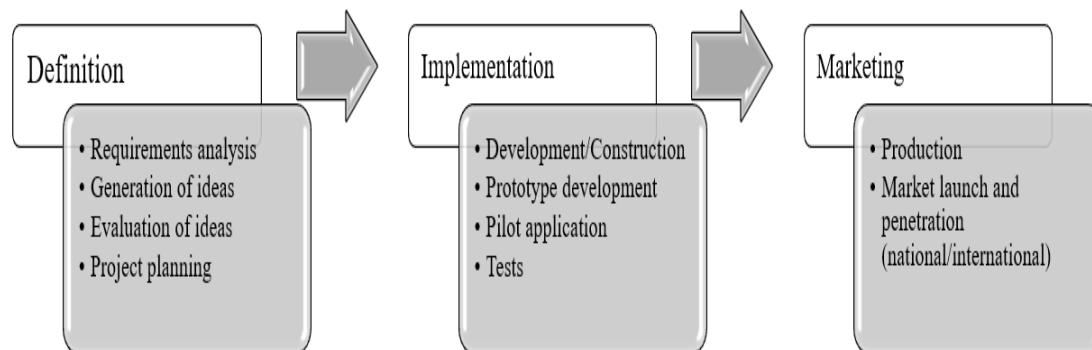 Definition
• Requirements analysis
• Generation of ideas
• Evaluation of ideas
• Project planning
Implementation
• Development/Construction
• Prototype development
• Pilot application
• Tests
Marketing
• Production
• Market launch and
penetration
(national/international)